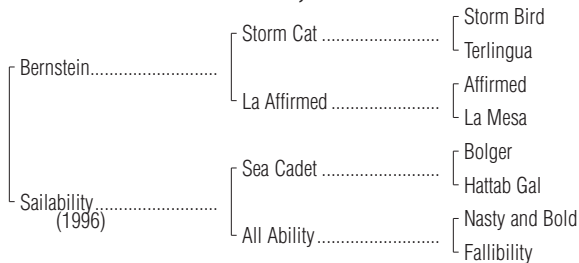 Storm Bird
Storm Cat ..............................
Terlingua
Bernstein................................
Affirmed
La Affirmed ...........................
La Mesa
Bolger
Sea Cadet ..............................
Hattab Gal
Sailability................................
(1996)
Nasty and Bold
All Ability...............................
Fallibility